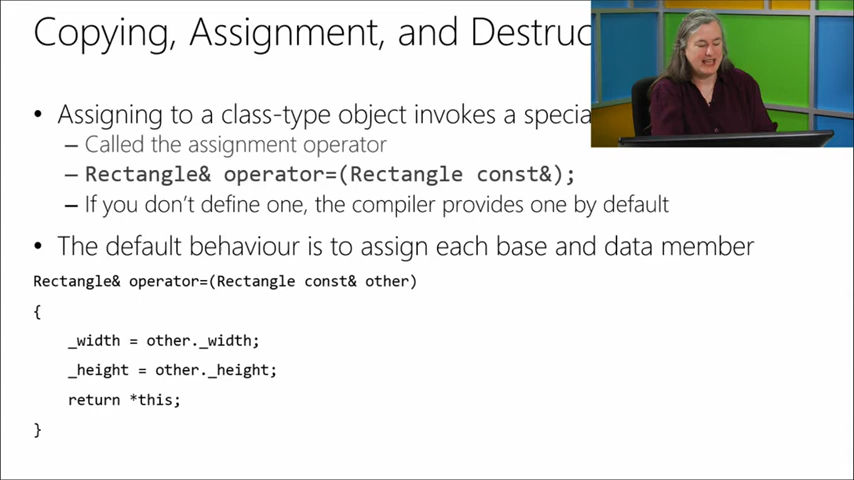 Copying, Assignment, and Destruc
• Assigning to a class-type object invokes a specia
– Called the assignment operator
– Rectangle& operator=(Rectangle const&);
– If you don't define one, the compiler provides one by default
• The default behaviour is to assign each base and data member
Rectangle& operator=(Rectangle const& other)
{
_width = other._width;
_height = other._height;
return *this;
}